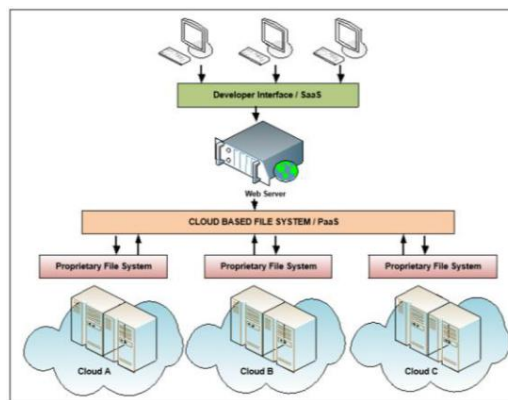 Developer Interface / SaaS
Web Server
CLOUD BASED FILE SYSTEM / PaaS
Proprietary File System
Proprietary File System
Proprietary File System
Cloud A
Cloud B
Cloud C